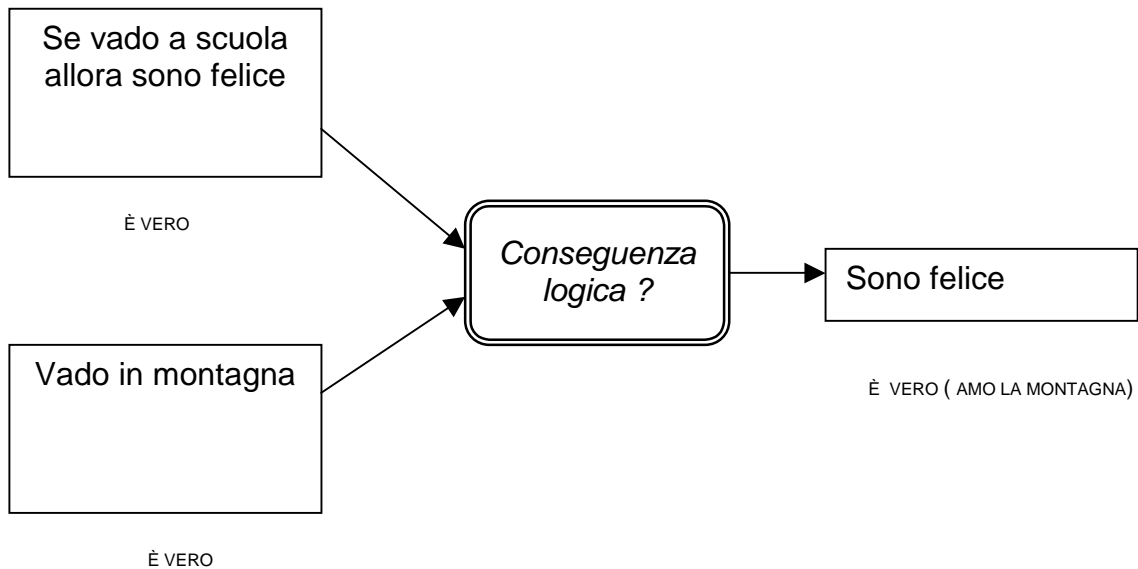 Se vado a scuola
allora sono felice
È VERO
Conseguenza
logica ?
Sono felice
Vado in montagna
È VERO ( AMO LA MONTAGNA)
È VERO